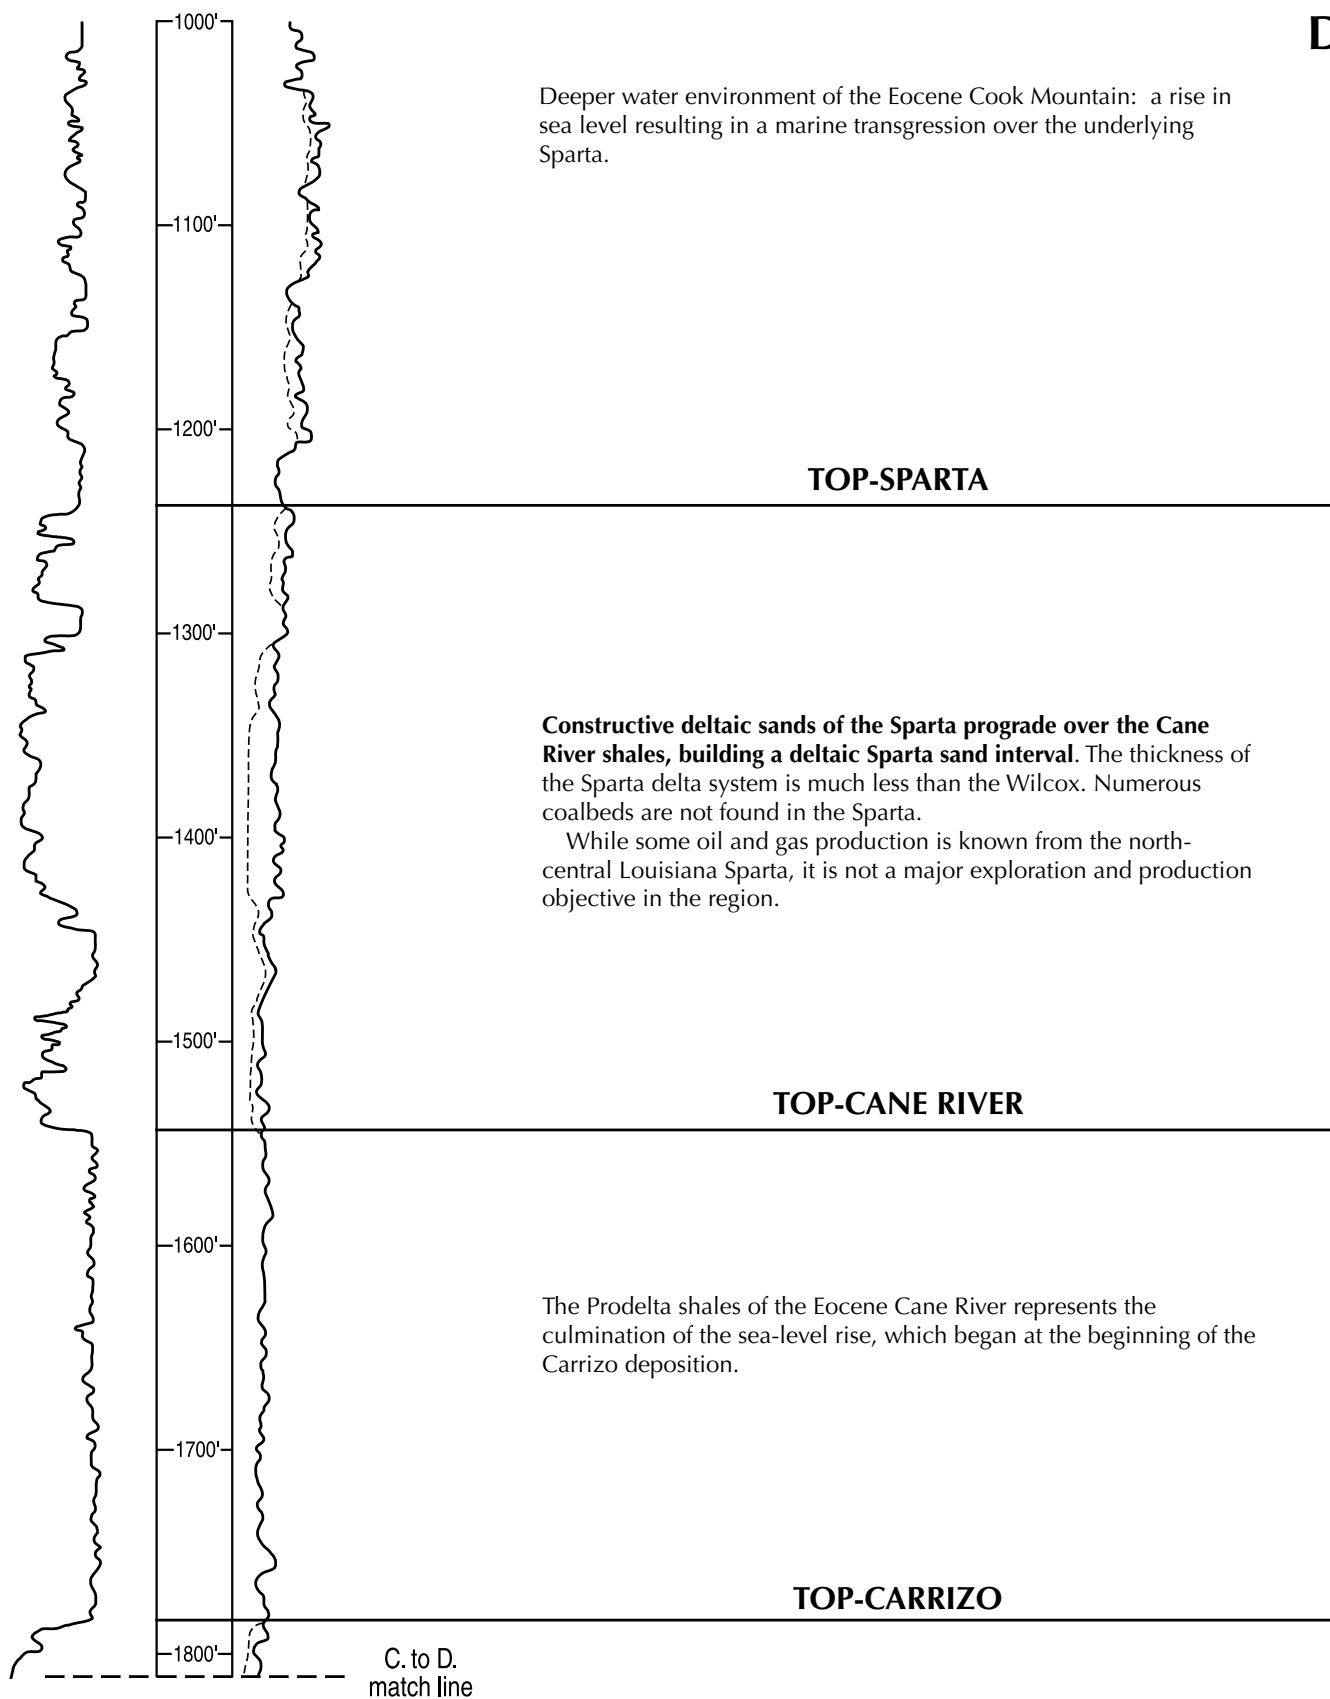 D
1000'
Deeper water environment of the Eocene Cook Mountain: a rise in
sea level resulting in a marine transgression over the underlying
Sparta.
1100'
1200'
TOP-SPARTA
1300'
Constructive deltaic sands of the Sparta prograde over the Cane
River shales, building a deltaic Sparta sand interval. The thickness of
the Sparta delta system is much less than the Wilcox. Numerous
coalbeds are not found in the Sparta.
While some oil and gas production is known from the north-
central Louisiana Sparta, it is not a major exploration and production
objective in the region.
1400'
1500'
TOP-CANE RIVER
1600'
The Prodelta shales of the Eocene Cane River represents the
culmination of the sea-level rise, which began at the beginning of the
Carrizo deposition.
1700'
TOP-CARRIZO
1800'
C. to D.
match line